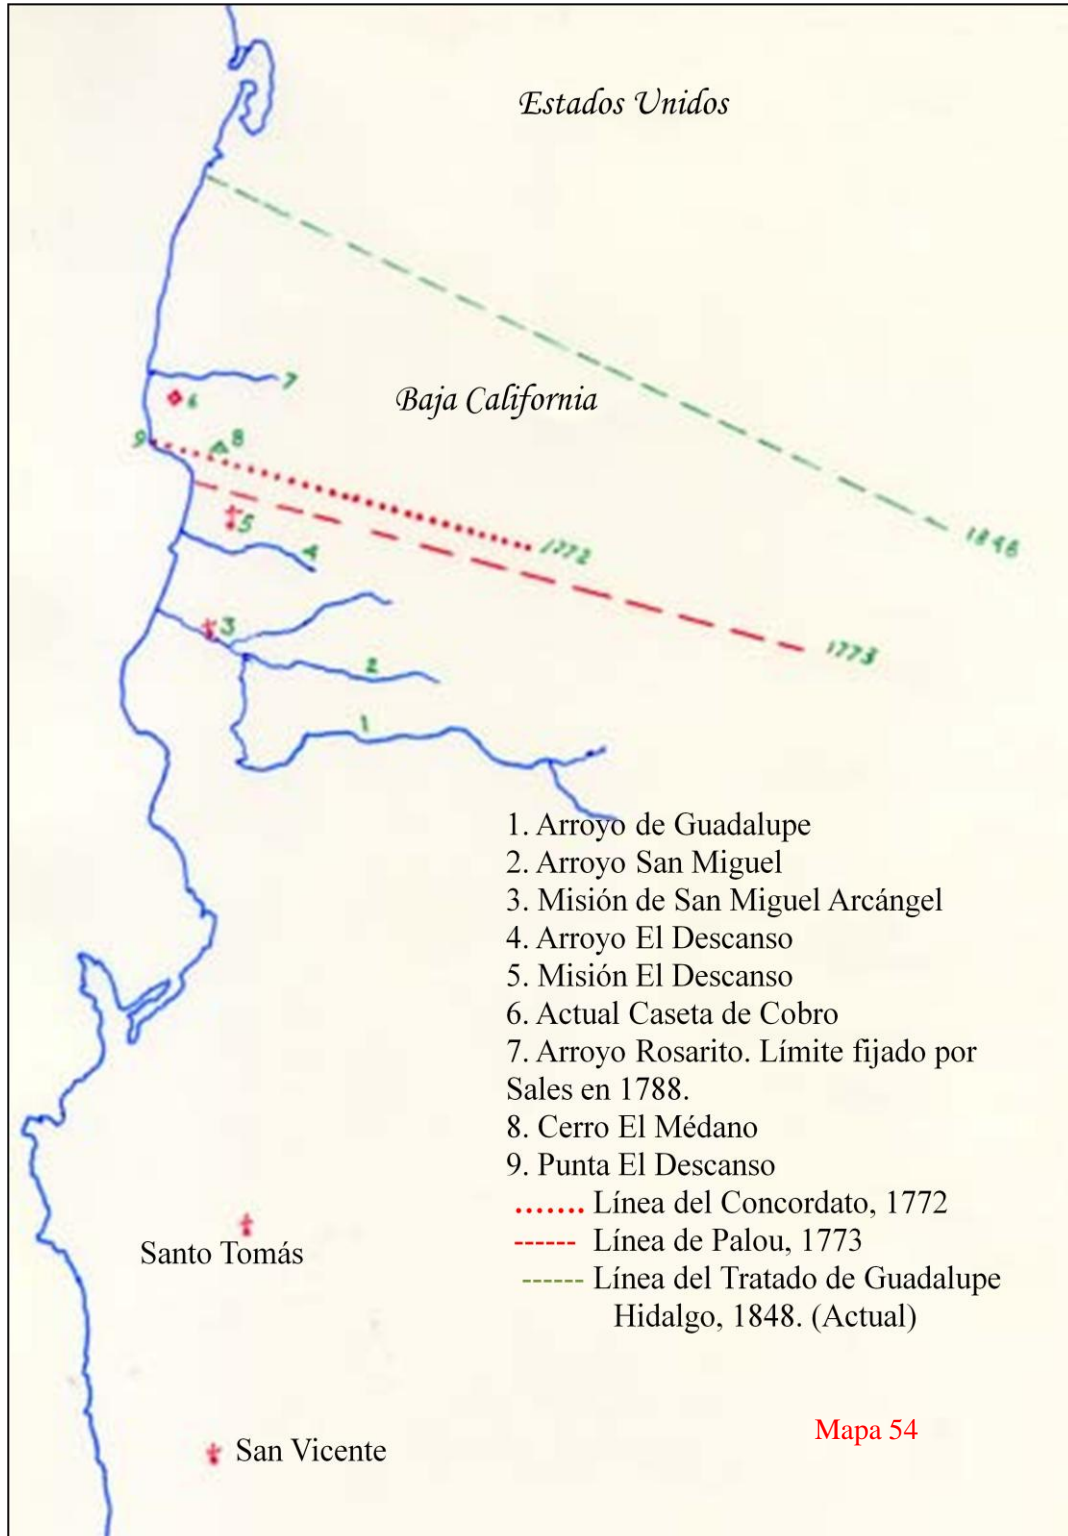 Estados Unidos
7
6
Baja California
9
8
1772
1848
5
4
3
1773
2
1
1. Arroyo de Guadalupe
2. Arroyo San Miguel
3. Misión de San Miguel Arcángel
4. Arroyo El Descanso
5. Misión El Descanso
6. Actual Caseta de Cobro
7. Arroyo Rosarito. Límite fijado por
Sales en 1788.
8. Cerro El Médano
9. Punta El Descanso
Línea del Concordato, 1772
Línea de Palou, 1773
Línea del Tratado de Guadalupe
Hidalgo, 1848. (Actual)
Santo Tomás
Mapa 54
San Vicente